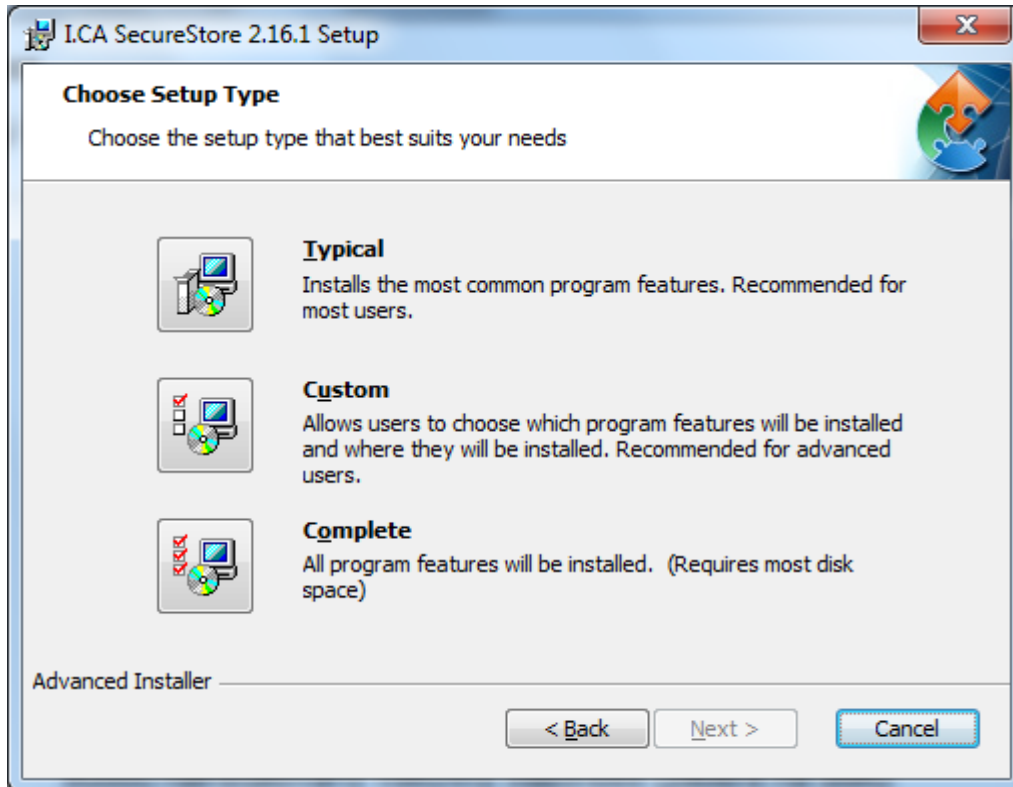 I.CA SecureStore 2.16.1 Setup
Choose Setup Type
Choose the setup type that best suits your needs
Typical
Installs the most common program features. Recommended for
most users.
Custom
Allows users to choose which program features will be installed
and where they will be installed. Recommended for advanced
users.
Complete
All program features will be installed.  (Requires most disk
space)
Advanced Installer
< Back
Next >
Cancel